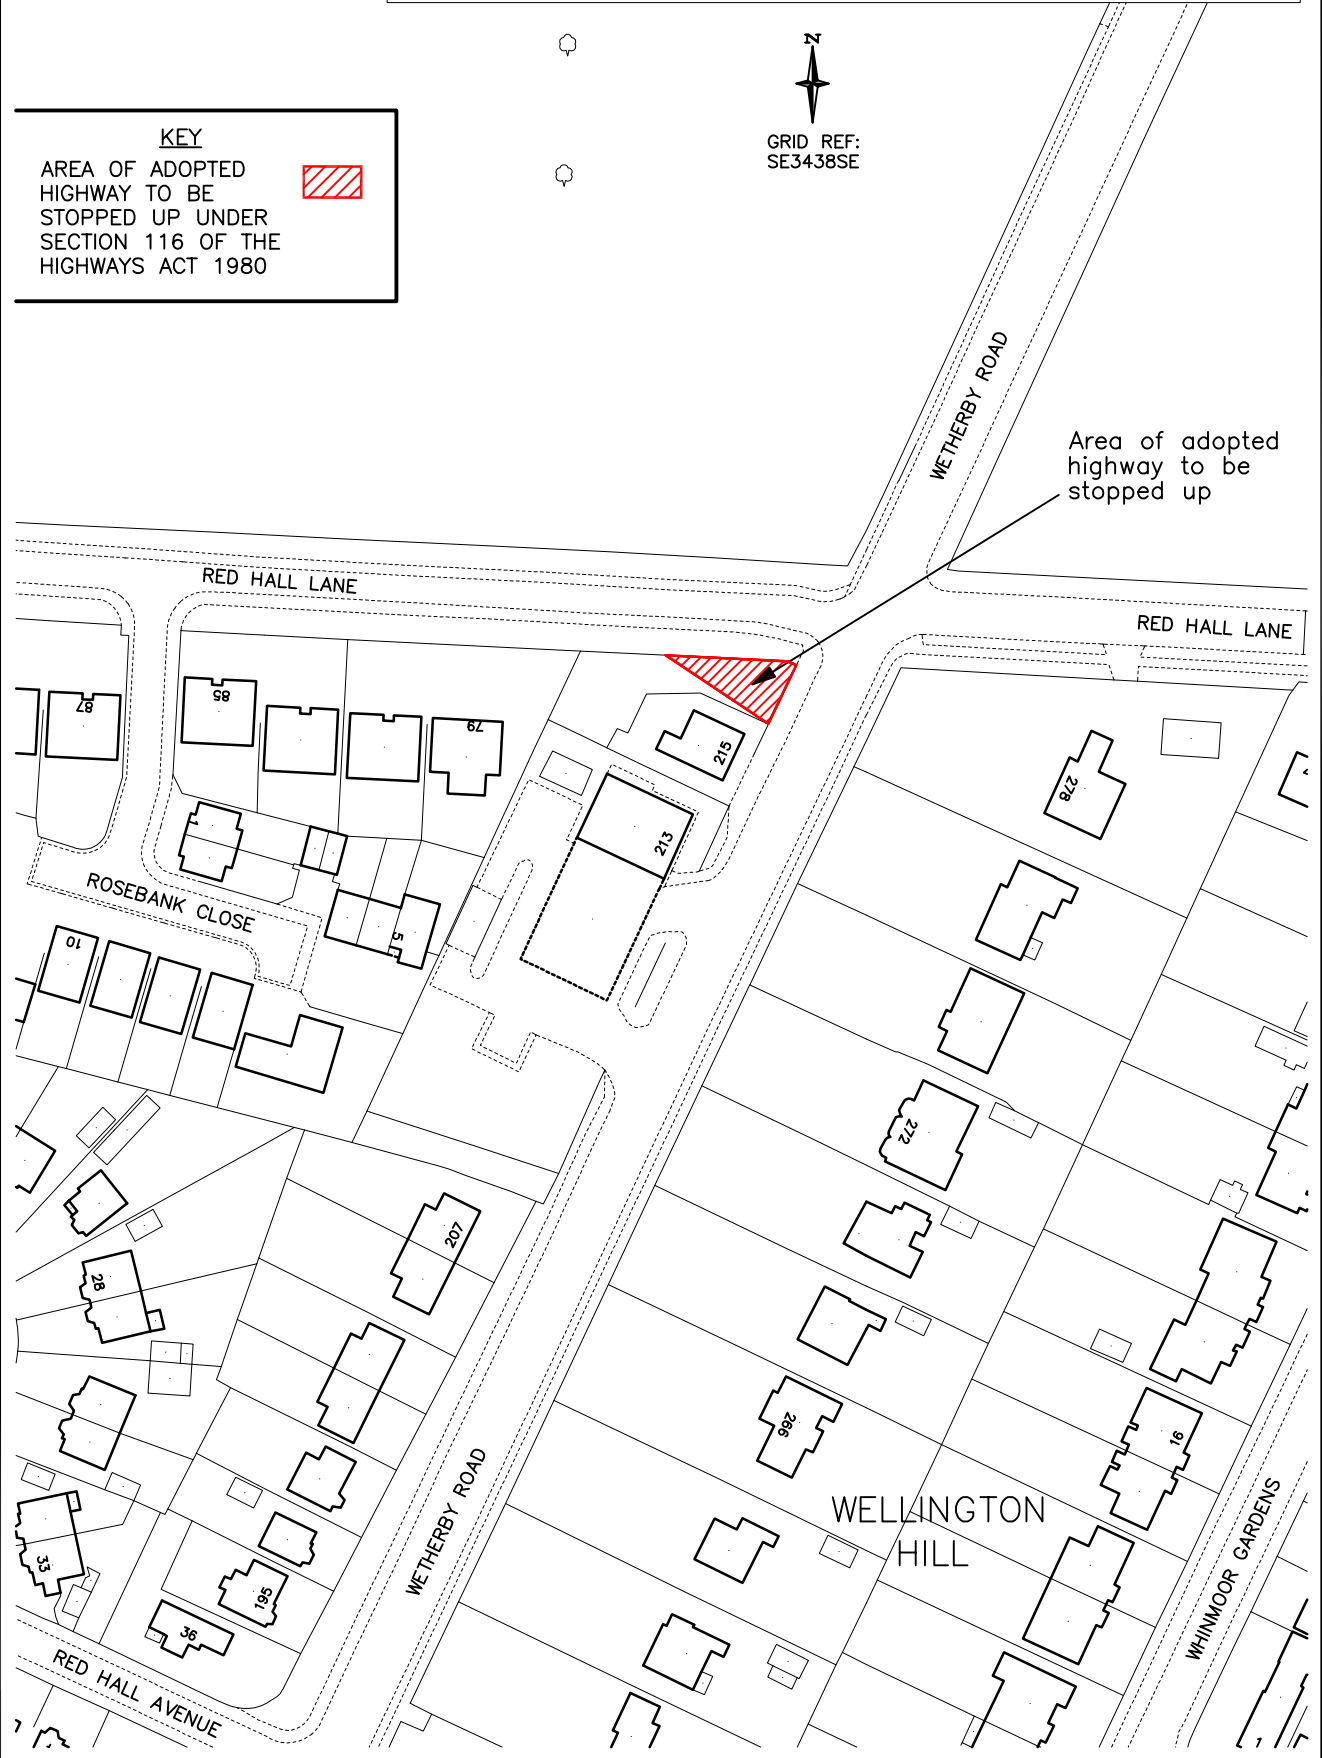 N
GRID REF:
SE3438SE
KEY
AREA OF ADOPTED
HIGHWAY TO BE
STOPPED UP UNDER
SECTION 116 OF THE
HIGHWAYS ACT 1980
WETHERBY ROAD
Area of adopted
highway to be
stopped up
RED HALL LANE
RED HALL LANE
87
85
79
215
278
213
1
ROSEBANK CLOSE
5
10
272
207
28
266
16
WETHERBY ROAD
WELLINGTON
HILL
WHINMOOR GARDENS
33
195
36
RED HALL AVENUE
1